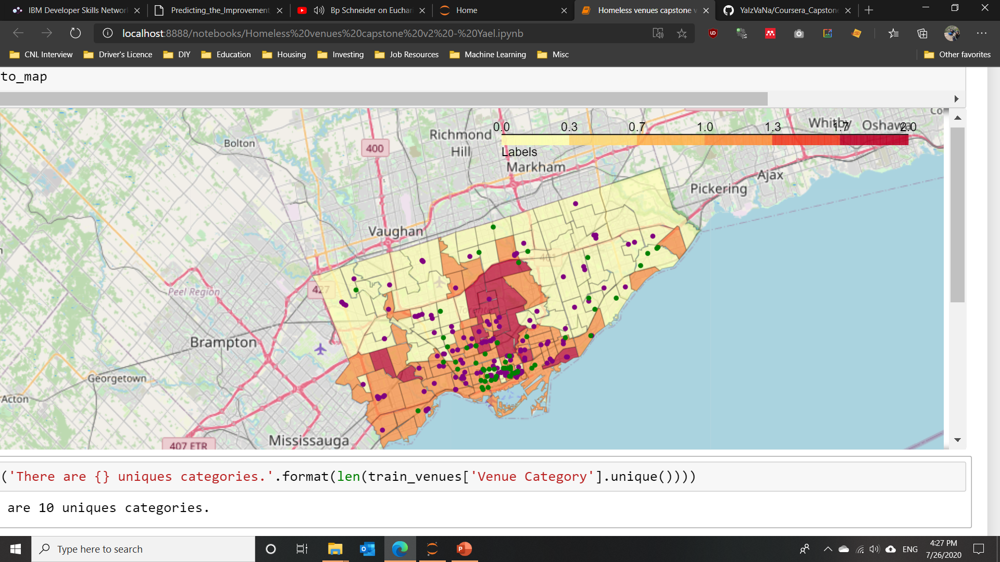 IBM Developer Skills Networ
Predicting_the_Improvement
Bp Schneider on Euchari
Home
Homeless venues capstone v
YalzVaNa/Coursera_Capstone
localhost:8888/notebooks/Homeless%20venues%20capstone%20v2%20-%20Yael.ipynb
CNL Interview
Driver's Licence
DIY
Education
Housing
Investing
Job Resources
Machine Learning
Misc
Other favorites
to_map
Co
0.0 0.3 0.7 1.0 1.3 1.7 2.0
Whitby
Oshawa
Richmond
Hill
Bolton
400
Labels
Markham
Ajax
Pickering
Vaughan
401
427
Peel Region
Toronto
Brampton
Georgetown
Acton
Mississauga
407 ETR
('There are {} uniques categories.'.format(len(train_venues['Venue Category'].unique())))
are 10 uniques categories.
Type here to search
ENG
4:27 PM
7/26/2020